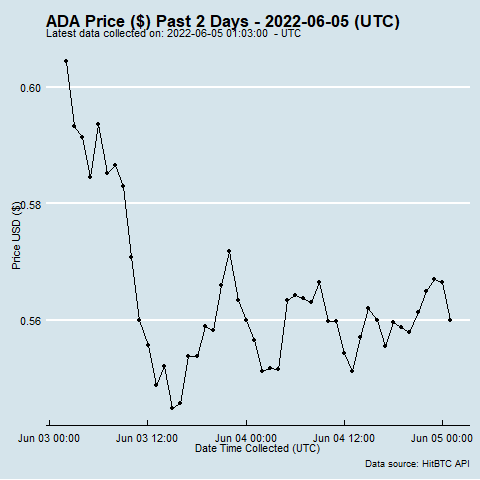 ADA Price ($) Past 2 Days - 2022-06-05 (UTC)
Latest data collected on: 2022-06-05 01:03:00  - UTC
0.60
0.58
0.56
Price USD ($)
Jun 03 00:00 Jun 03 12:00 Jun 04 00:00 Jun 04 12:00 Jun 05 00:00
Date Time Collected (UTC)
Data source: HitBTC API